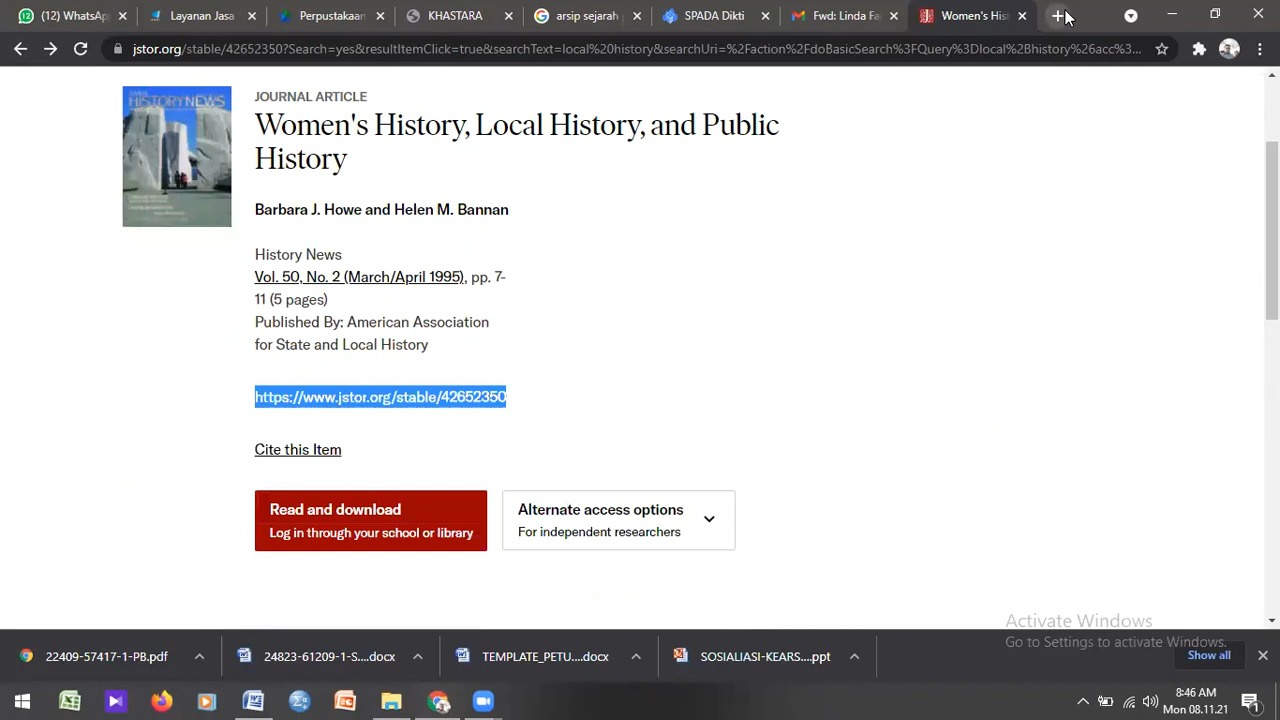 (12) WhatsApp
Layanan Jasa
Perpustakaan
KHASTARA
arsip sejarah
SPADA Dikti
Fwd: Linda Fa
Women's His
jstor.org/stable/42652350?Search=yes&resultItemClick=true&searchText=local%20history&searchUri=%2Faction%2FdoBasicSearch%3FQuery%3Dlocal%2Bhistory%26acc%3...
HISTORYNEWS
JOURNAL ARTICLE
Women's History, Local History, and Public
History
Barbara J. Howe and Helen M. Bannan
History News
Vol. 50, No. 2 (March/April 1995), pp. 7-
11 (5 pages)
Published By: American Association
for State and Local History
https://www.jstor.org/stable/42652350
Cite this Item
Read and download
Log in through your school or library
Alternate access options
For independent researchers
Activate Windows
Go to Settings to activate Windows.
22409-57417-1-PB.pdf
24823-61209-1-S....docx
TEMPLATE_PETU....docx
SOSIALIASI-KEARS....ppt
Show all
8:46 AM
Mon 08.11.21